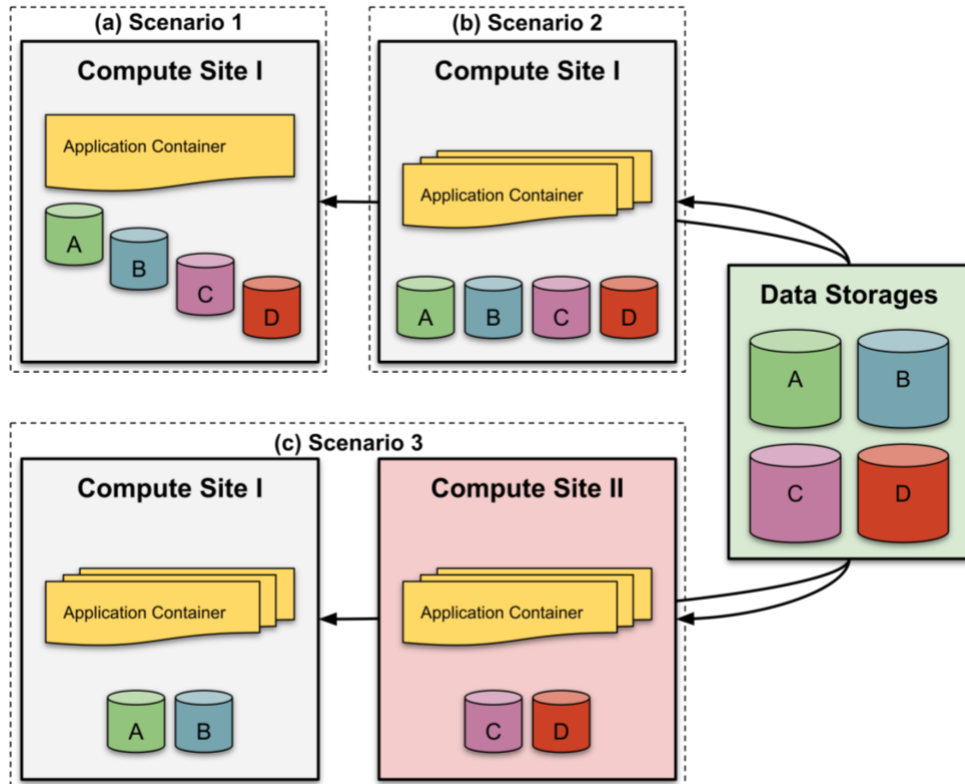 (a) Scenario 1
Compute Site I
Application Container
A
B
C
D
(b) Scenario 2
Compute Site I
Application Container
A
B
C
D
Data Storages
A
B
C
D
(c) Scenario 3
Compute Site I
Application Container
A
B
Compute Site II
Application Container
C
D